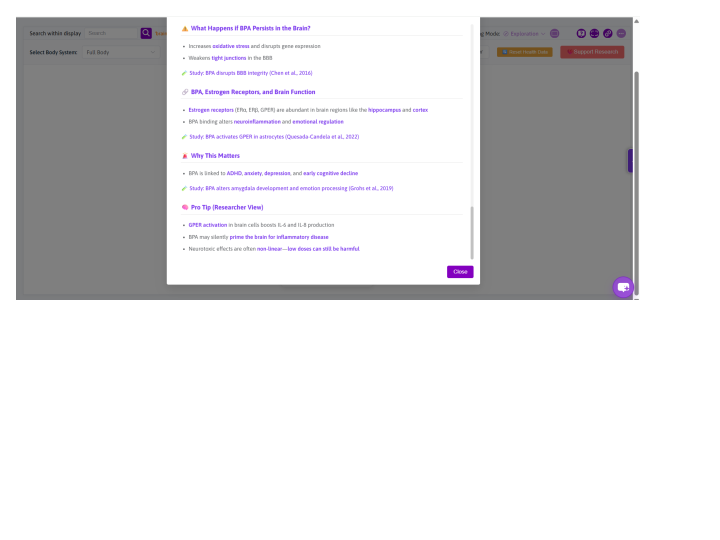 What Happens if BPA Persists in the Brain?
Search within display
Search
g Mode:
Exploration
• Increases oxidative stress and disrupts gene expression
Select Body System:
Full Body
About Health Logs
Support Research
• Weakens tight junctions in the BBB
Study: BPA disrupts BBB integrity (Chen et al., 2016)
BPA, Estrogen Receptors, and Brain Function
• Estrogen receptors (ERα, ERβ, GPER) are abundant in brain regions like the hippocampus and cortex
• BPA binding alters neuroinflammation and emotional regulation
Study: BPA activates GPER in astrocytes (Quesada-Candela et al., 2022)
Why This Matters
• BPA is linked to ADHD, anxiety, depression, and early cognitive decline
Study: BPA alters amygdala development and emotion processing (Grohs et al., 2019)
Pro Tip (Researcher View)
• GPER activation in brain cells boosts IL-6 and IL-8 production
• BPA may silently prime the brain for inflammatory disease
• Neurotoxic effects are often non-linear—low doses can still be harmful
Close